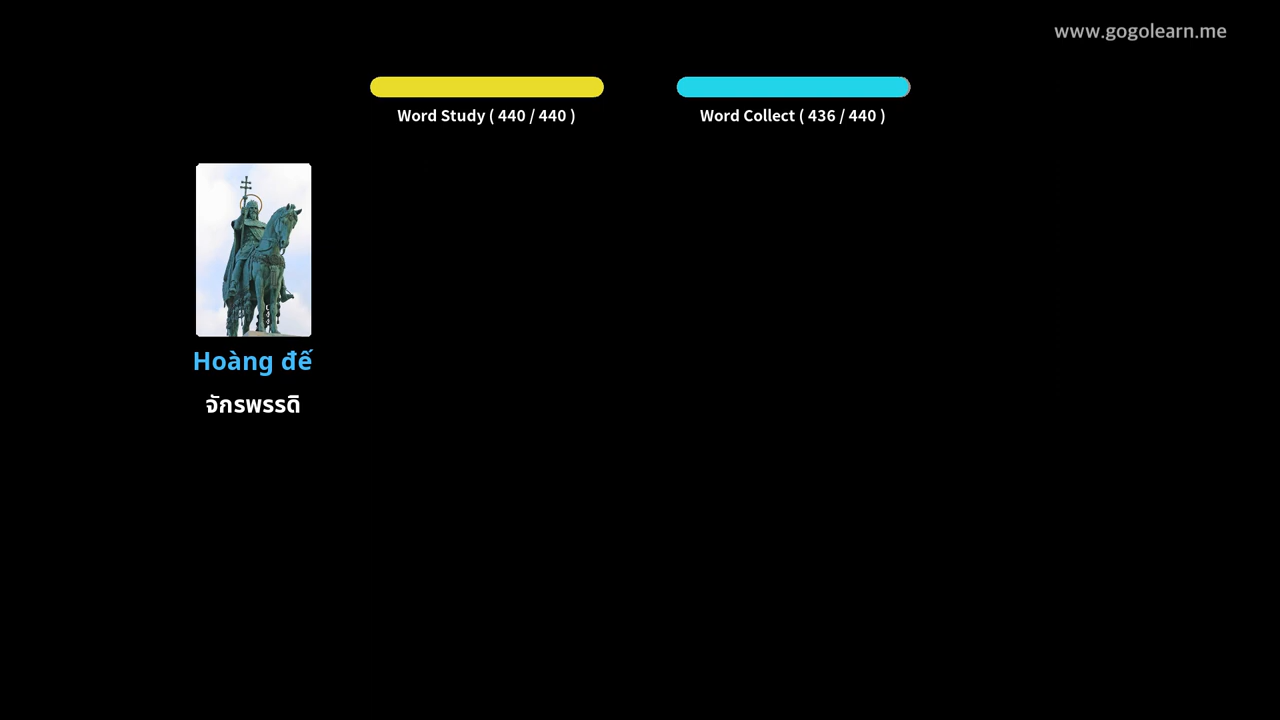 www.gogolearn.me
Word Study ( 440 / 440 )
Word Collect ( 436 / 440 )
Hoàng đế
จักรพรรดิ